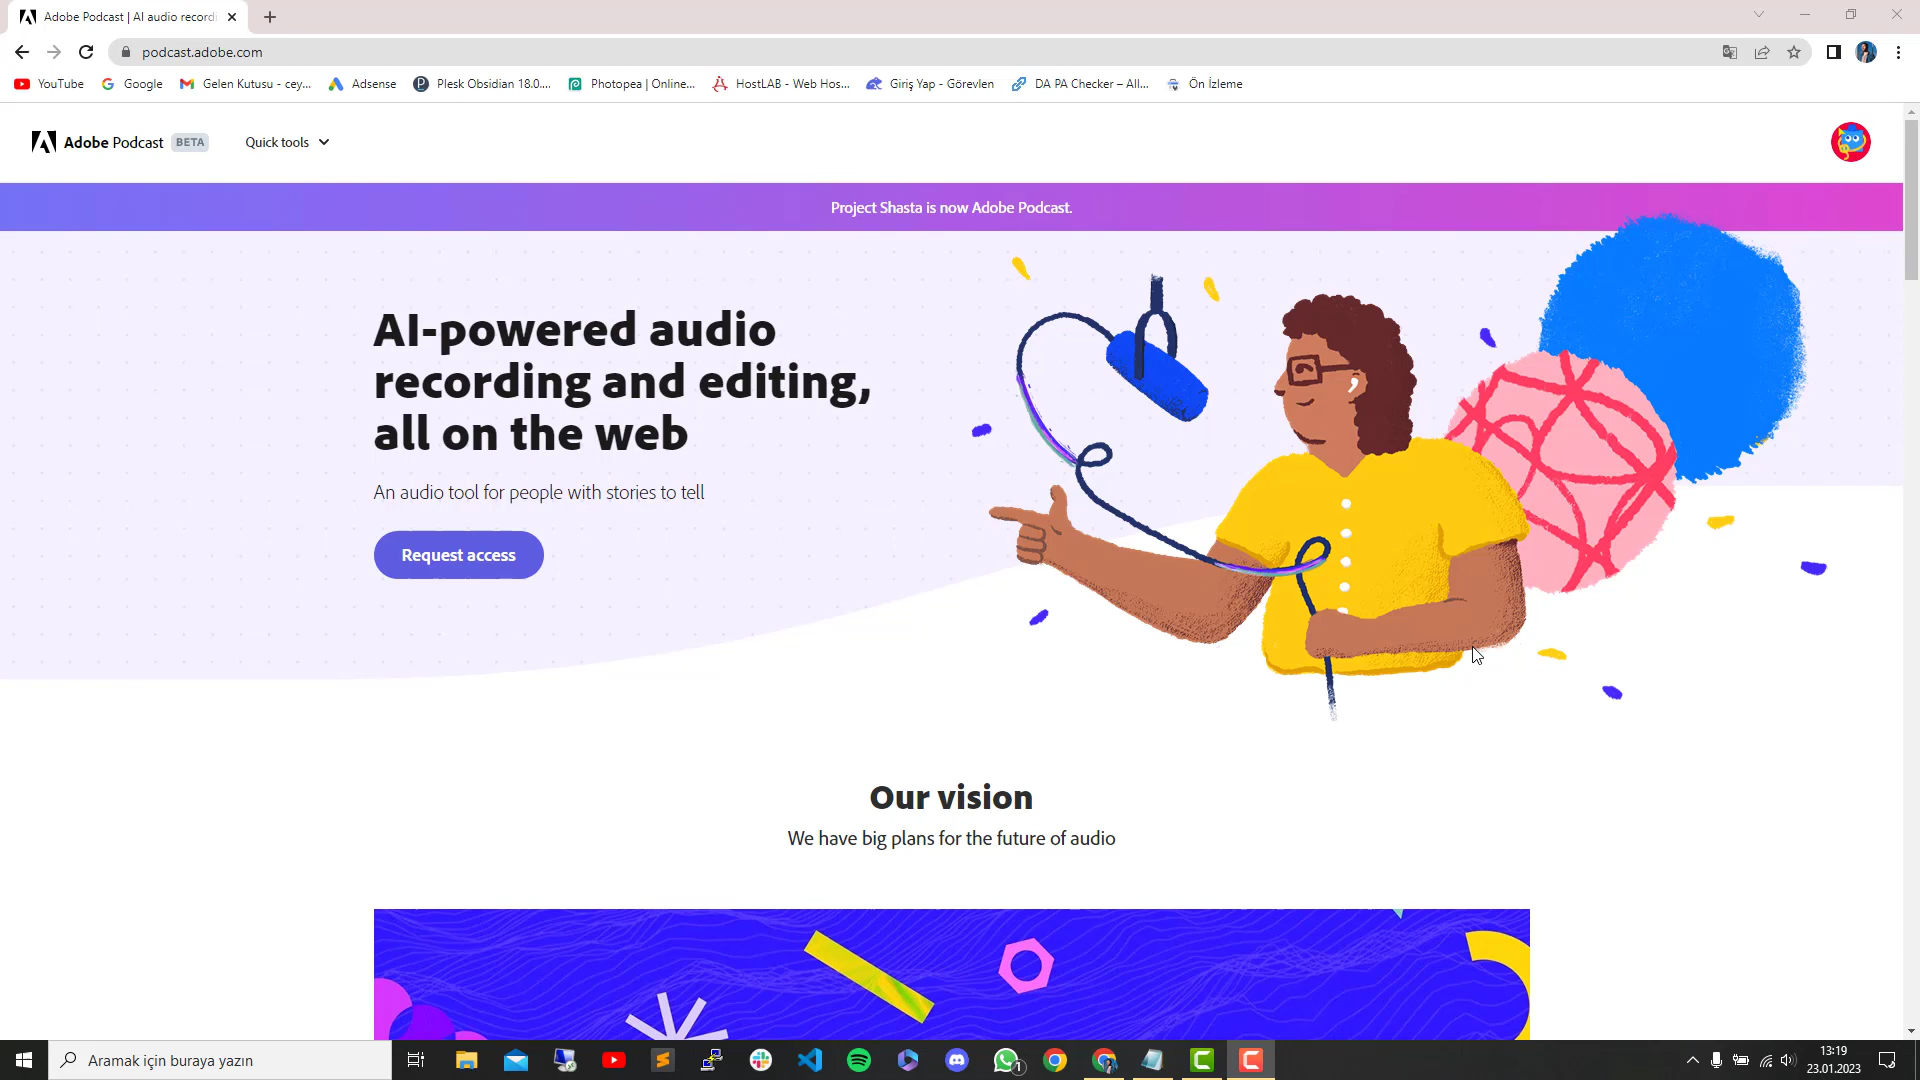 Adobe Podcast | AI audio recordi
podcast.adobe.com
YouTube
Google
Gelen Kutusu - cey...
Adsense
Plesk Obsidian 18.0....
Photopea | Online...
HostLAB - Web Hos...
Giriş Yap - Görevlen
DA PA Checker – All...
Ön İzleme
Adobe Podcast BETA
Quick tools
Project Shasta is now Adobe Podcast.
AI-powered audio
recording and editing,
all on the web
An audio tool for people with stories to tell
Request access
Our vision
We have big plans for the future of audio
Aramak için buraya yazın
1
13:19
23.01.2023